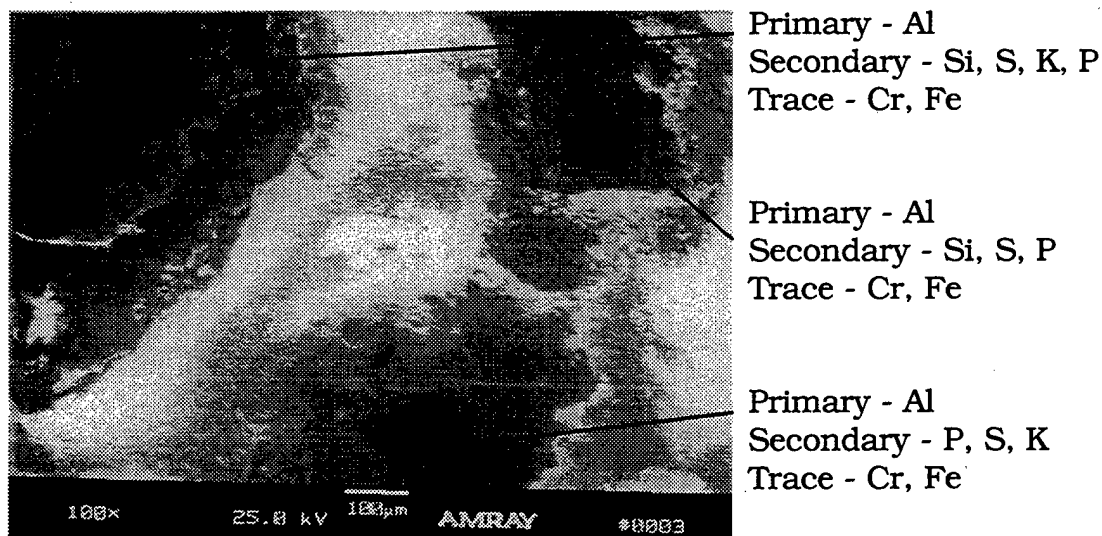 Primary - Al
Secondary - Si, S, K, P
Trace - Cr, Fe
Primary - Al
Secondary - Si, S, P
Trace - Cr, Fe
Primary - Al
Secondary - P, S, K
Trace - Cr, Fe
100× 25.0 kV 100µm AMRAY #0003